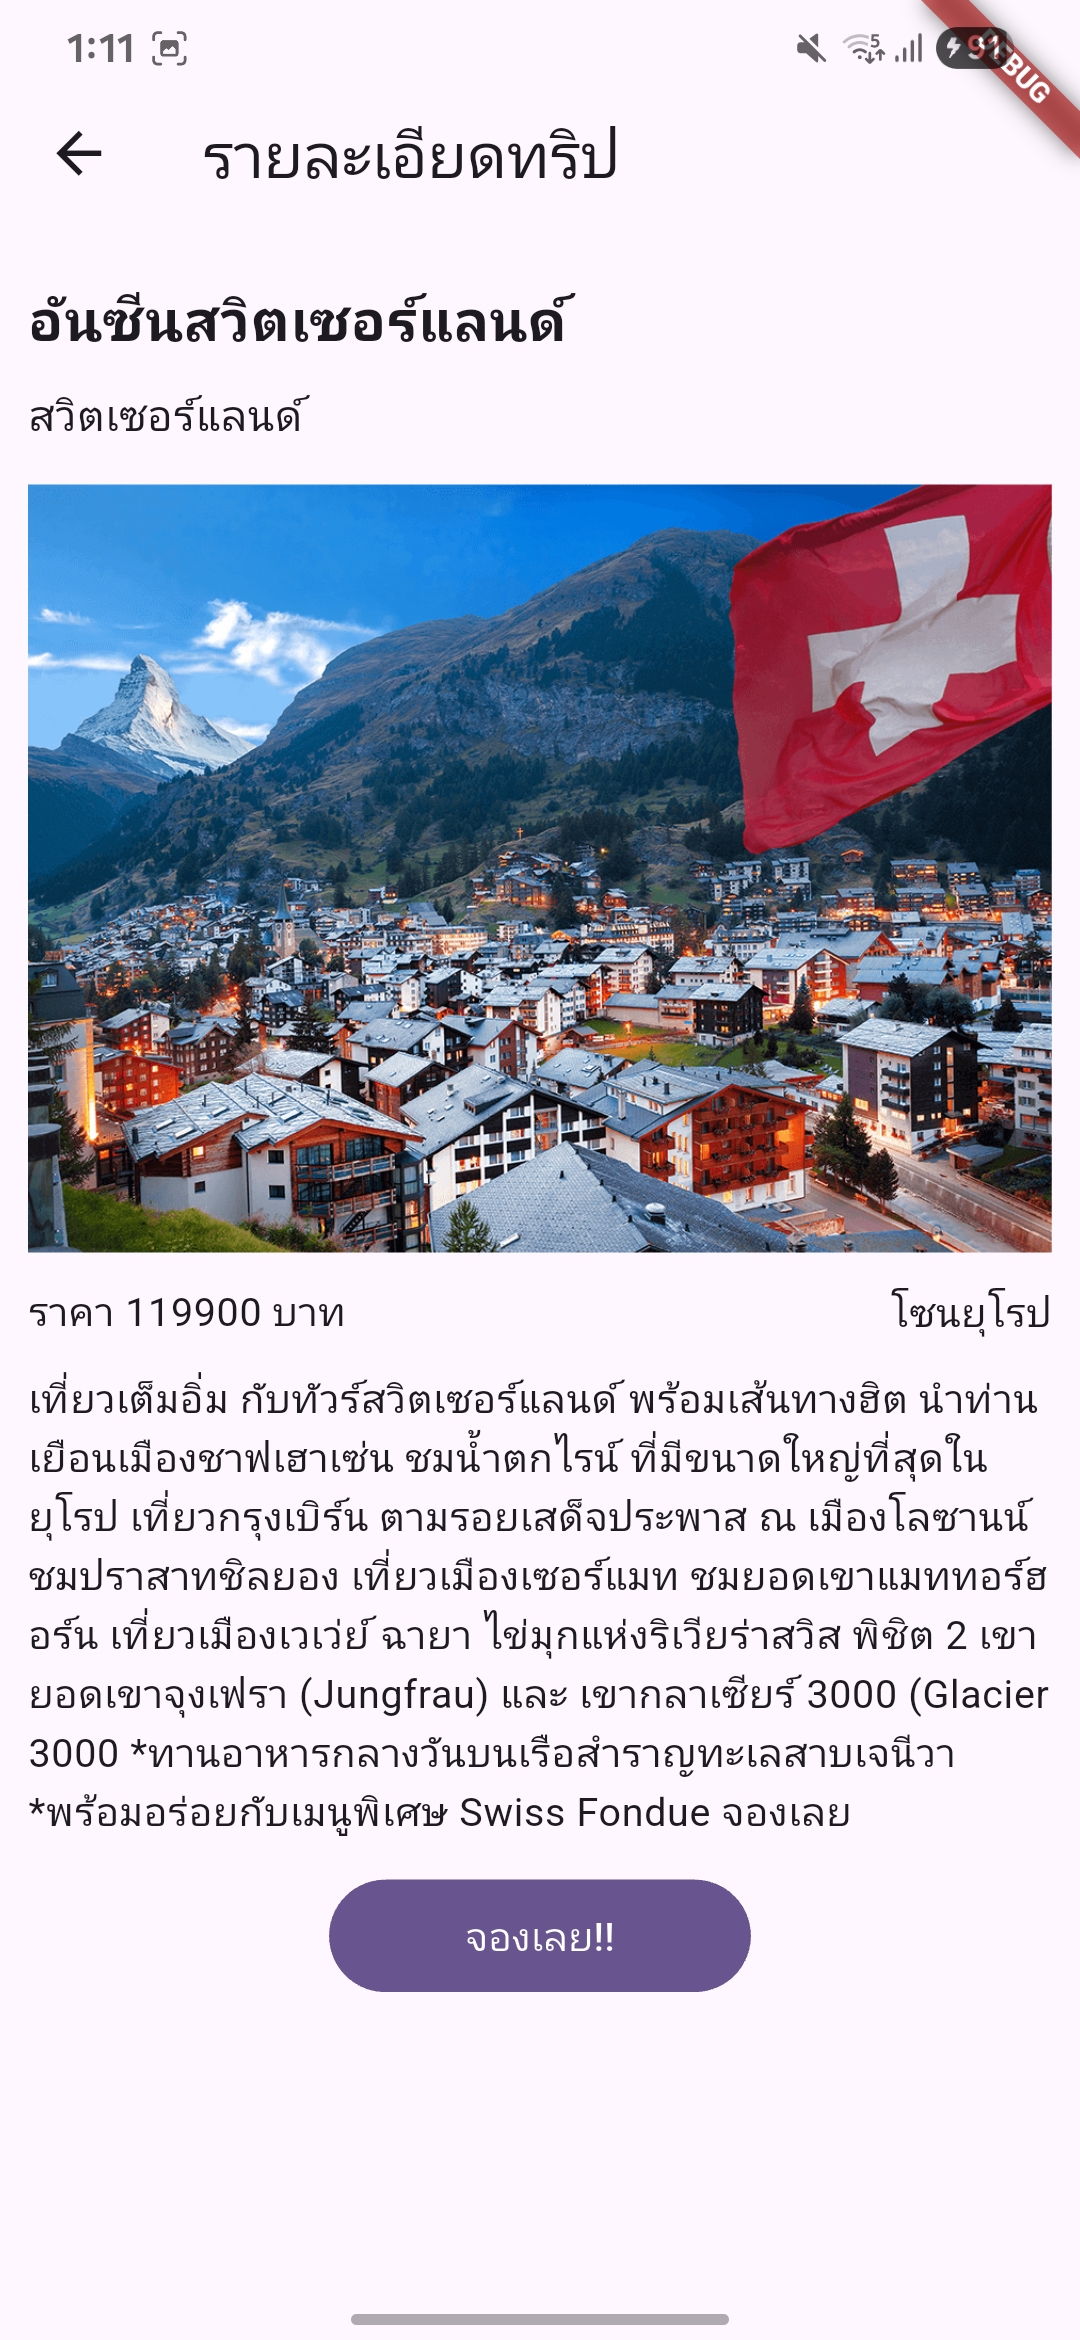 1:11
5
91
DEBUG
รายละเอียดทริป
อันซีนสวิตเซอร์แลนด์
สวิตเซอร์แลนด์
ราคา 119900 บาท
โซนยุโรป
เที่ยวเต็มอิ่ม กับทัวร์สวิตเซอร์แลนด์ พร้อมเส้นทางฮิต นำท่าน
เยือนเมืองชาฟเฮาเซ่น ชมน้ำตกไรน์ ที่มีขนาดใหญ่ที่สุดใน
ยุโรป เที่ยวกรุงเบิร์น ตามรอยเสด็จประพาส ณ เมืองโลซานน์
ชมปราสาทชิลยอง เที่ยวเมืองเซอร์แมท ชมยอดเขาแมททอร์ฮ
อร์น เที่ยวเมืองเวเว่ย์ ฉายา ไข่มุกแห่งริเวียร่าสวิส พิชิต 2 เขา
ยอดเขาจุงเฟรา (Jungfrau) และ เขากลาเซียร์ 3000 (Glacier
3000 *ทานอาหารกลางวันบนเรือสำราญทะเลสาบเจนีวา
*พร้อมอร่อยกับเมนูพิเศษ Swiss Fondue จองเลย
จองเลย!!